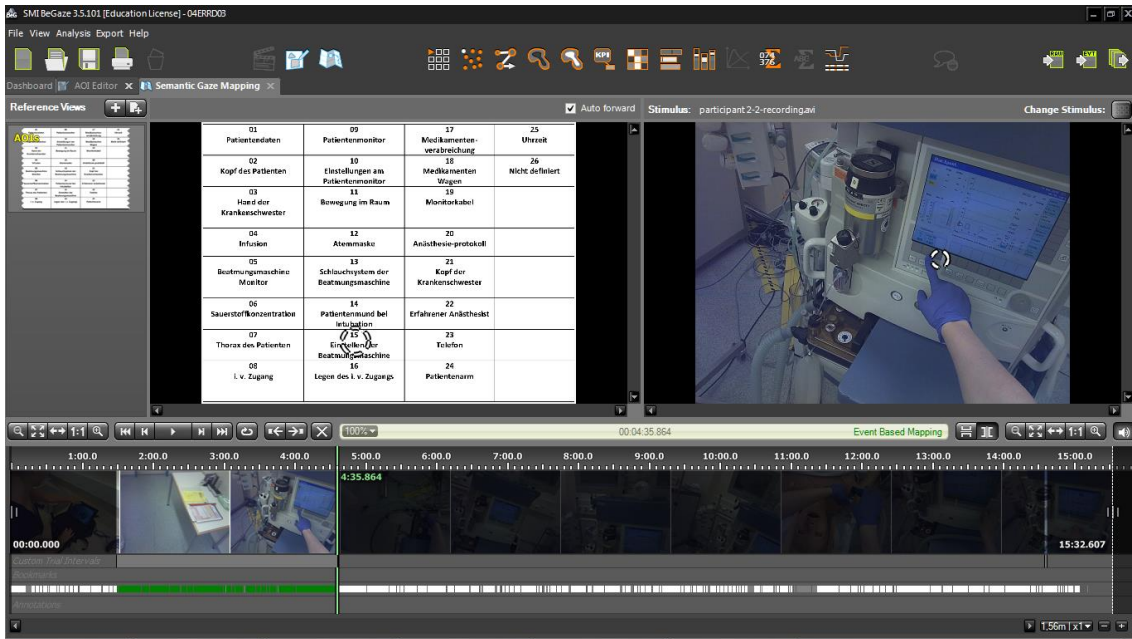 SMI BeGaze 3.5.101 [Education License] - 04ERRD03
File View Analysis Export Help
Dashboard AOI Editor Semantic Gaze Mapping
Reference Views
Auto forward
Stimulus: participant 2-2-recording.avi
Change Stimulus:
AOIs
01
Patientendaten
02
Kopf des Patienten
03
Hand der
Krankenschwester
04
Infusion
05
Beatmungsmaschine
Monitor
06
Sauerstoffkonzentration
07
Thorax des Patienten
08
i. v. Zugang
09
Patientenmonitor
10
Einstellungen am
Patientenmonitor
11
Bewegung im Raum
12
Atemmaske
13
Schlauchsystem der
Beatmungsmaschine
14
Patientenmund bei
Intubation
15
Einstellen der
Beatmungsmaschine
16
Legen des i. v. Zugangs
17
Medikamenten-
verabreichung
18
Medikamenten
Wagen
19
Monitorkabel
20
Anästhesie-protokoll
21
Kopf der
Krankenschwester
22
Erfahrener Anästhesist
23
Telefon
24
Patientenarm
25
Uhrzeit
26
Nicht definiert
1:1
100%
00:04:35.864
Event Based Mapping
1:1
1:00.0 2:00.0 3:00.0 4:00.0 5:00.0 6:00.0 7:00.0 8:00.0 9:00.0 10:00.0 11:00.0 12:00.0 13:00.0 14:00.0 15:00.0
4:35.864
00:00.000
15:32.607
Custom Trial Intervals
Bookmarks
Annotations
1,56m | x1